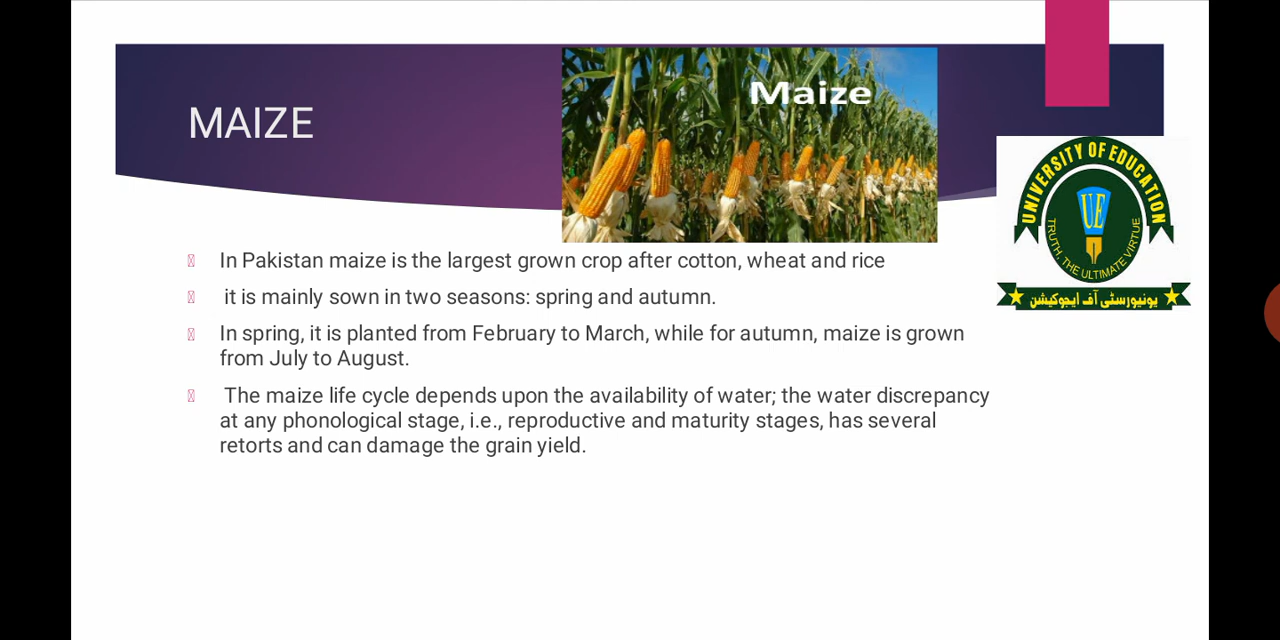 MAIZE
Maize
UNIVERSITY OF EDUCATION
UE
TRUTH, THE ULTIMATE VIRTUE
یونیورسٹی آف ایجوکیشن
In Pakistan maize is the largest grown crop after cotton, wheat and rice
it is mainly sown in two seasons: spring and autumn.
In spring, it is planted from February to March, while for autumn, maize is grown
from July to August.
The maize life cycle depends upon the availability of water; the water discrepancy
at any phonological stage, i.e., reproductive and maturity stages, has several
retorts and can damage the grain yield.